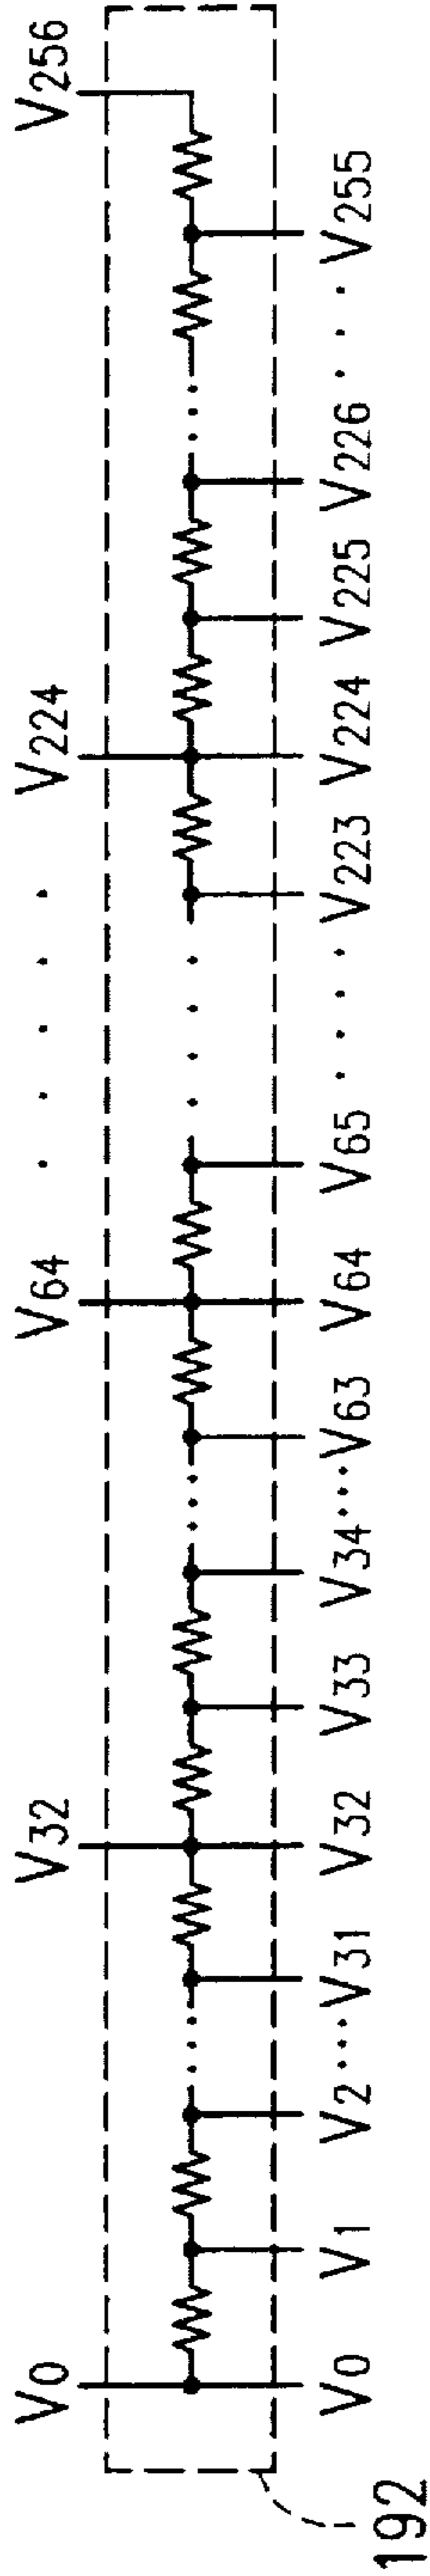 V0 V32 V64 . . . . . V224 V256
V0 V1 V2 ... V31 V32 V33 V34 ... V63 V64 V65 . . . . V223 V224 V225 V226 . . . . V255
192